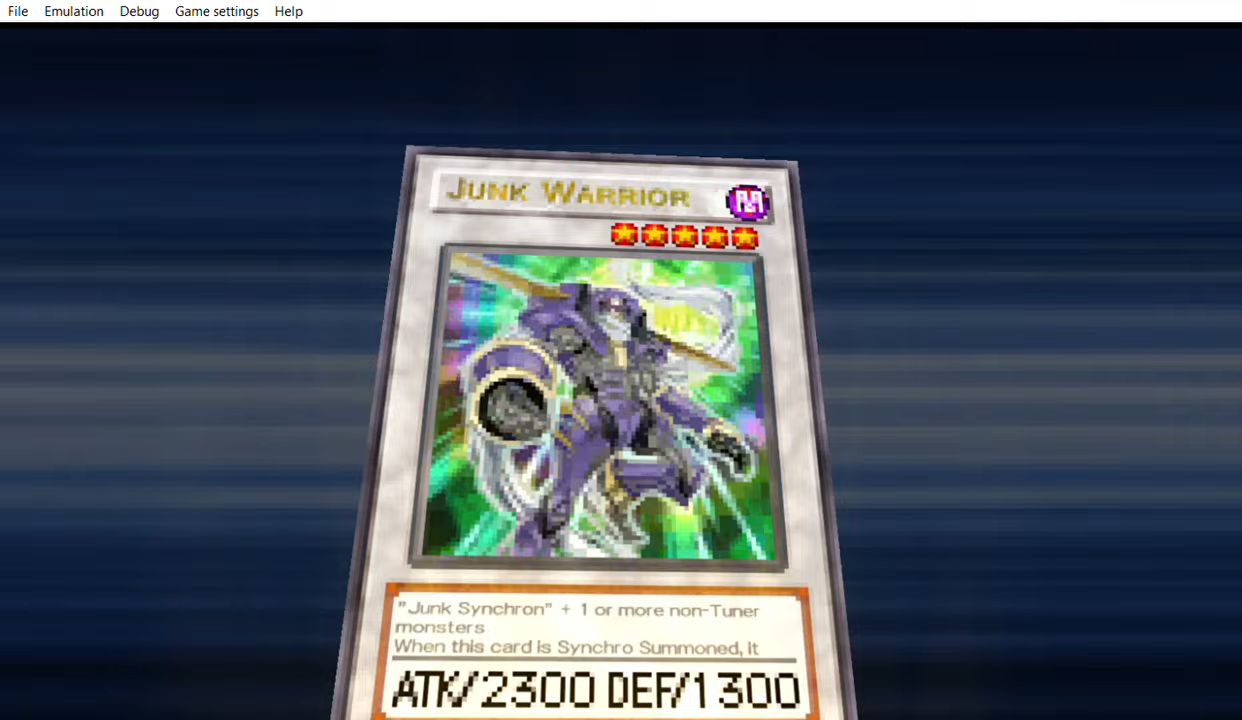 File Emulation Debug Game settings Help
JUNK WARRIOR
"Junk Synchron" + 1 or more non-Tuner
monsters
When this card is Synchro Summoned, it
ATK/2300 DEF/1300